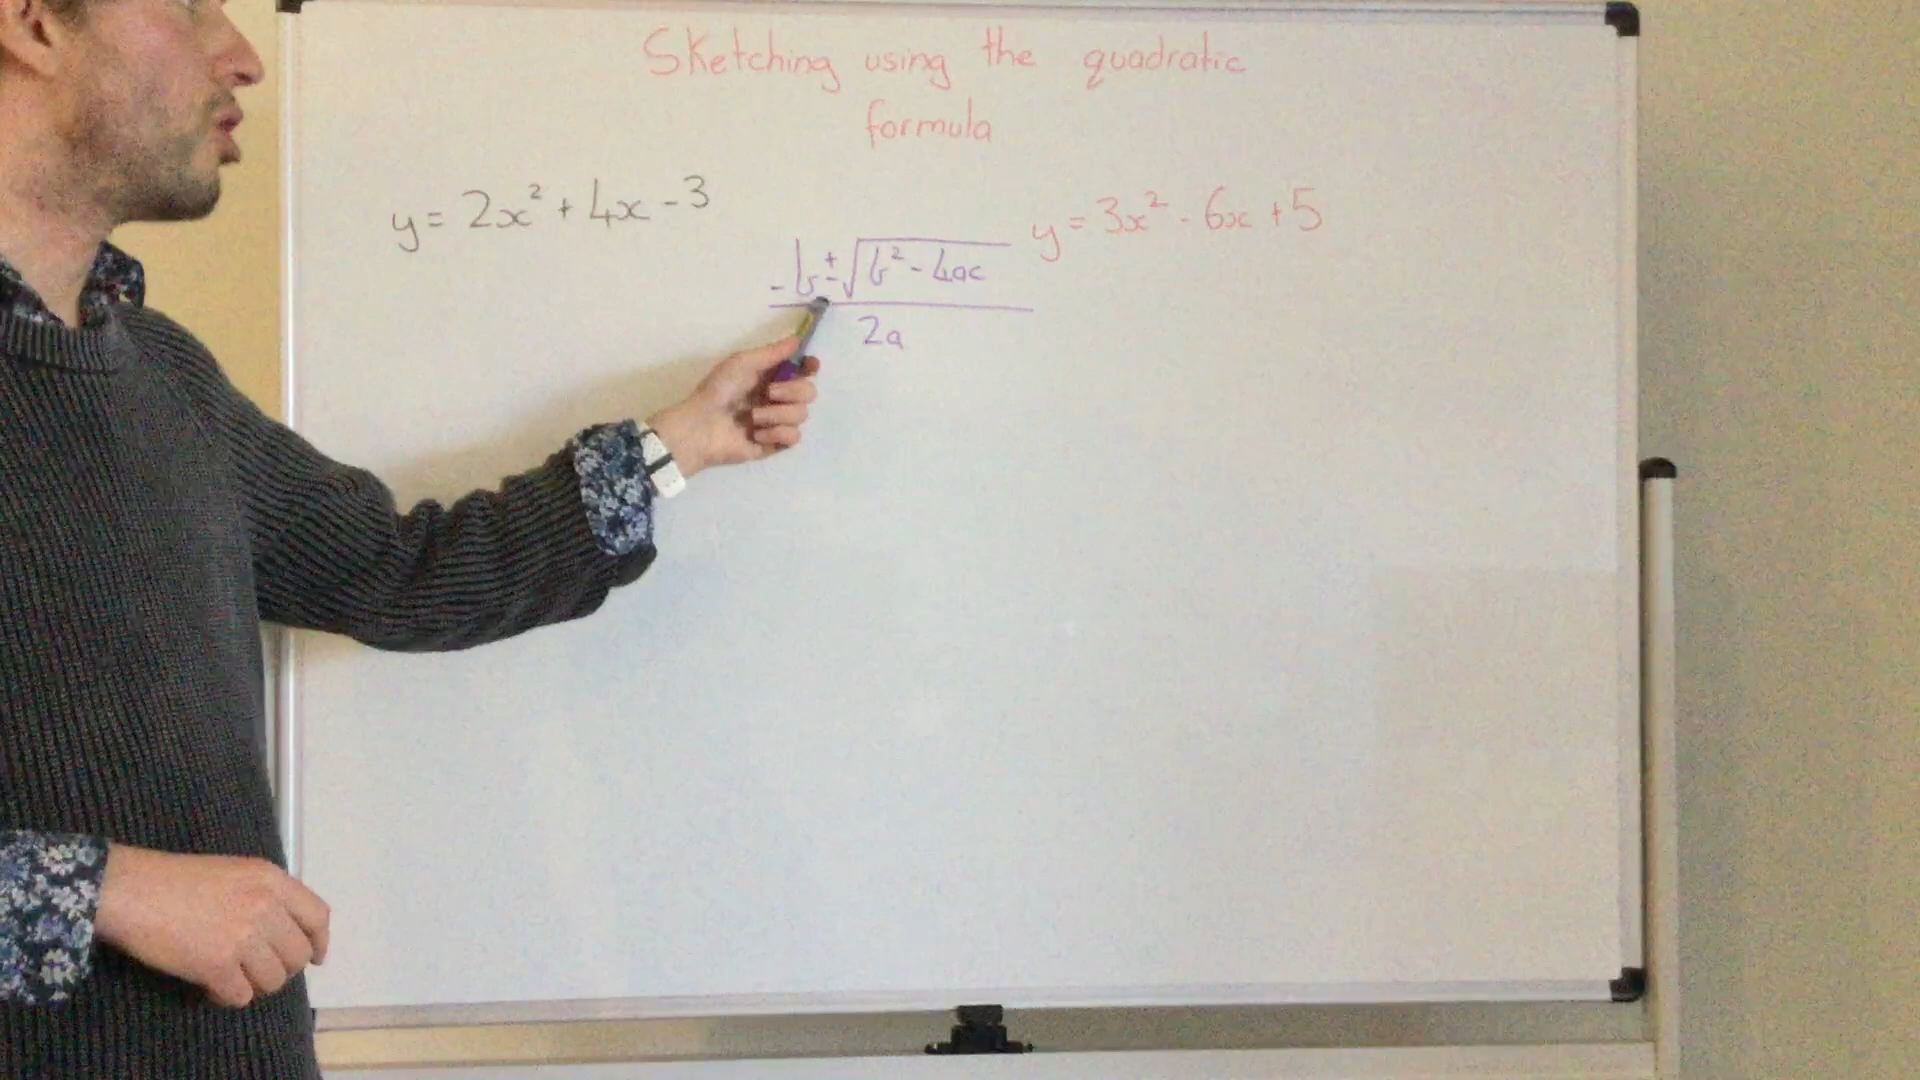 Sketching using the quadratic
formula
y = 2x² + 4x - 3
y = 3x² - 6x + 5
-b ± √b² - 4ac
2a